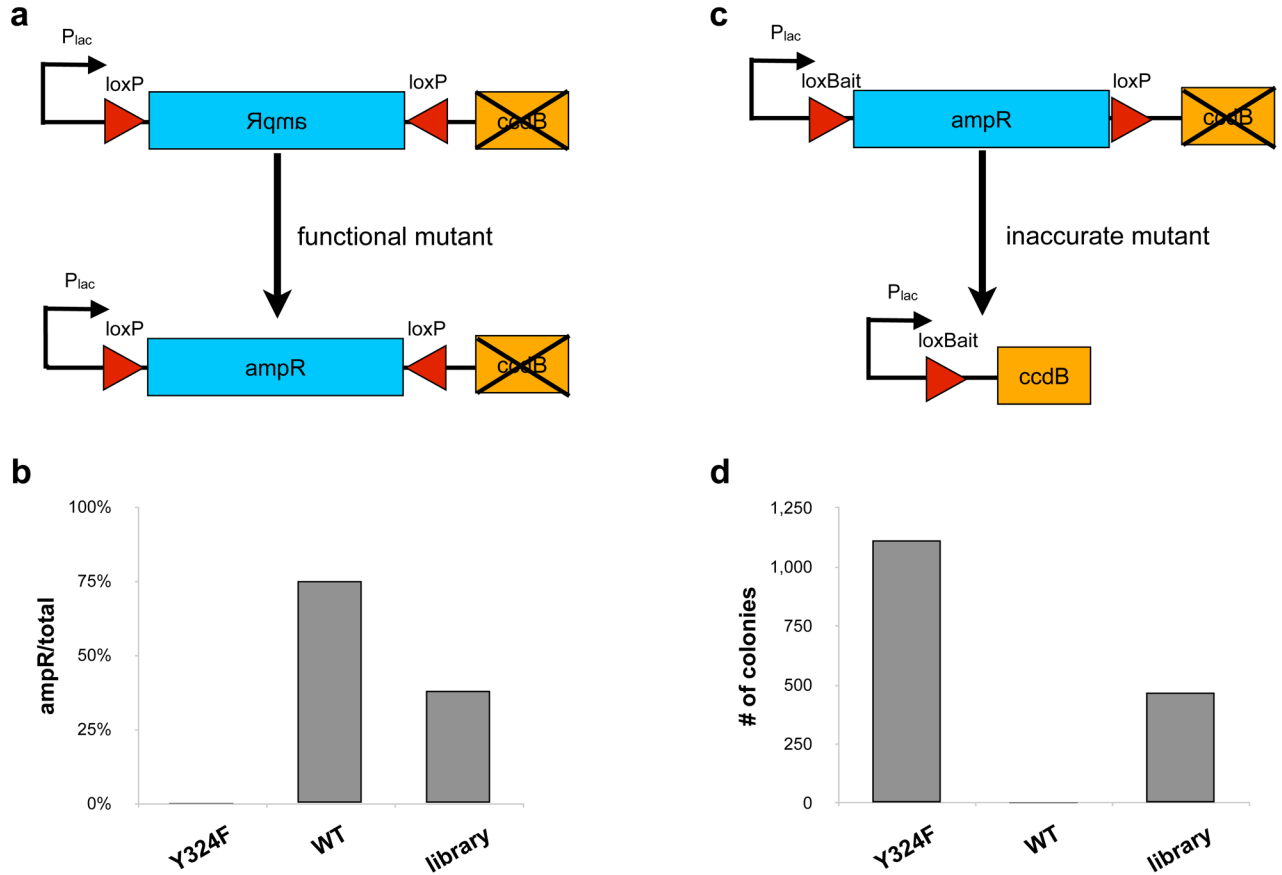 a
Plac
loxP
loxP
ampR
ccdB
functional mutant
Plac
loxP
loxP
ampR
ccdB
b
100%
75%
50%
25%
0%
ampR/total
Y324F
WT
library
c
Plac
loxBait
loxP
ampR
ccdB
inaccurate mutant
Plac
loxBait
ccdB
d
1,250
1,000
750
500
250
0
# of colonies
Y324F
WT
library